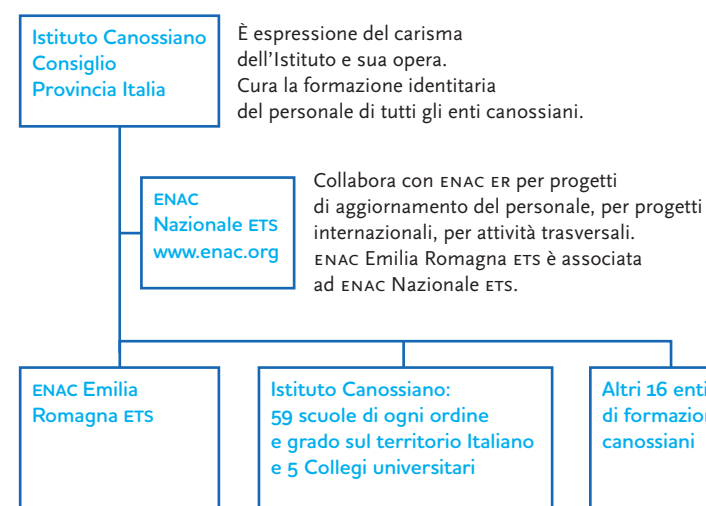 Istituto Canossiano
Consiglio
Provincia Italia
È espressione del carisma
dell'Istituto e sua opera.
Cura la formazione identitaria
del personale di tutti gli enti canossiani.
ENAC
Nazionale ETS
www.enac.org
Collabora con ENAC ER per progetti
di aggiornamento del personale, per progetti
internazionali, per attività trasversali.
ENAC Emilia Romagna ETS è associata
ad ENAC Nazionale ETS.
ENAC Emilia
Romagna ETS
Istituto Canossiano:
59 scuole di ogni ordine
e grado sul territorio Italiano
e 5 Collegi universitari
Altri 16 enti
di
canossiani